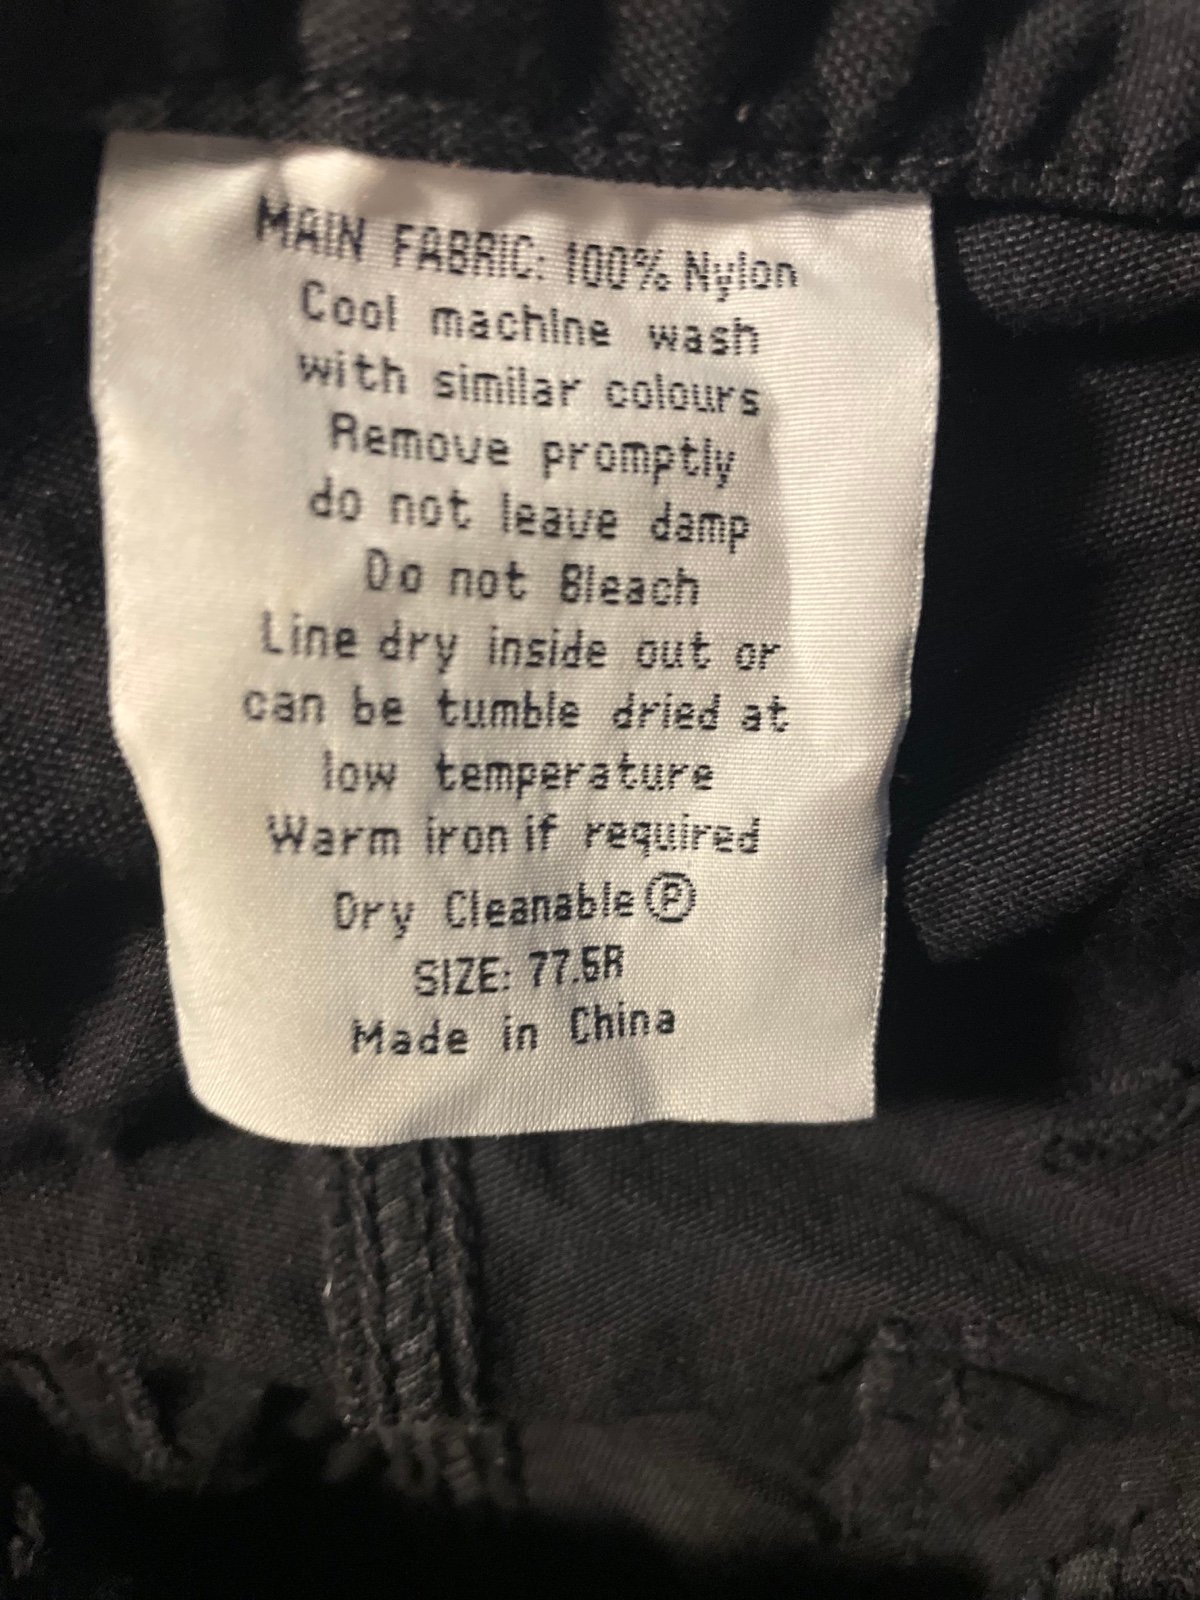 MAIN FABRIC: 100% Nylon
Cool machine wash
with similar colours
Remove promptly
do not leave damp
Do not Bleach
Line dry inside out or
can be tumble dried at
low temperature
Warm iron if required
Dry Cleanable Ⓟ
SIZE: 77.5R
Made in China